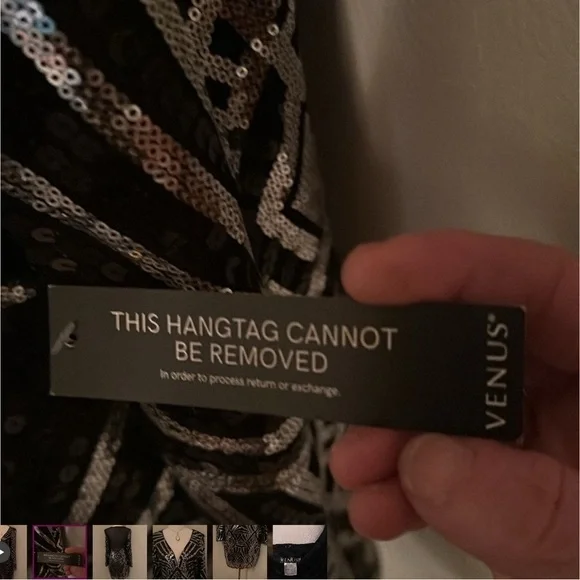 THIS HANGTAG CANNOT
BE REMOVED
In order to process return or exchange.
VENUS®